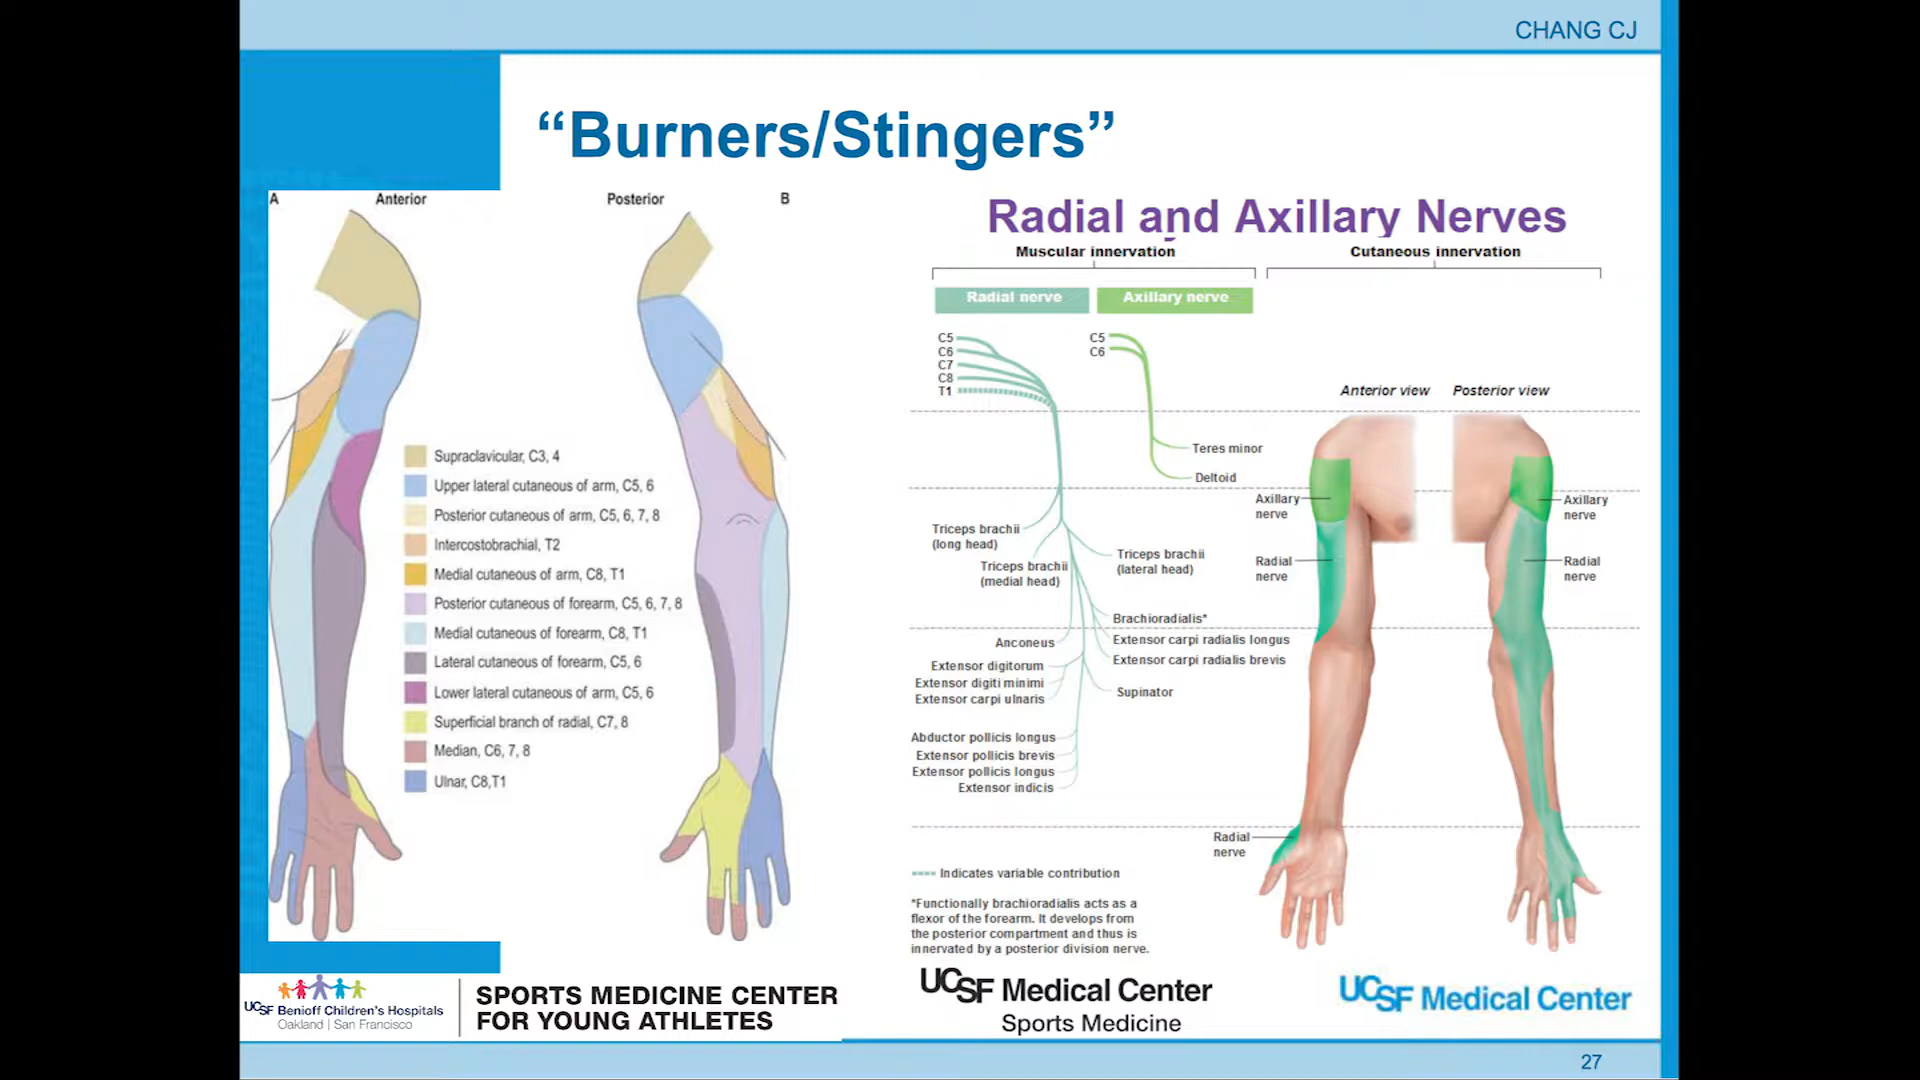 CHANG CJ
“Burners/Stingers”
A
Anterior
Posterior
B
Supraclavicular, C3, 4
Upper lateral cutaneous of arm, C5, 6
Posterior cutaneous of arm, C5, 6, 7, 8
Intercostobrachial, T2
Medial cutaneous of arm, C8, T1
Posterior cutaneous of forearm, C5, 6, 7, 8
Medial cutaneous of forearm, C8, T1
Lateral cutaneous of forearm, C5, 6
Lower lateral cutaneous of arm, C5, 6
Superficial branch of radial, C7, 8
Median, C6, 7, 8
Ulnar, C8,T1
Radial and Axillary Nerves
Muscular innervation
Cutaneous innervation
Radial nerve
Axillary nerve
C5
C6
C7
C8
T1
C5
C6
Teres minor
Deltoid
Triceps brachii
(long head)
Triceps brachii
(medial head)
Triceps brachii
(lateral head)
Brachioradialis*
Anconeus
Extensor carpi radialis longus
Extensor carpi radialis brevis
Extensor digitorum
Extensor digiti minimi
Extensor carpi ulnaris
Supinator
Abductor pollicis longus
Extensor pollicis brevis
Extensor pollicis longus
Extensor indicis
Anterior view
Posterior view
Axillary
nerve
Radial
nerve
Axillary
nerve
Radial
nerve
Radial
nerve
Indicates variable contribution
*Functionally brachioradialis acts as a
flexor of the forearm. It develops from
the posterior compartment and thus is
innervated by a posterior division nerve.
UCSF Benioff Children's Hospitals
Oakland | San Francisco
SPORTS MEDICINE CENTER
FOR YOUNG ATHLETES
UCSF Medical Center
Sports Medicine
UCSF Medical Center
27